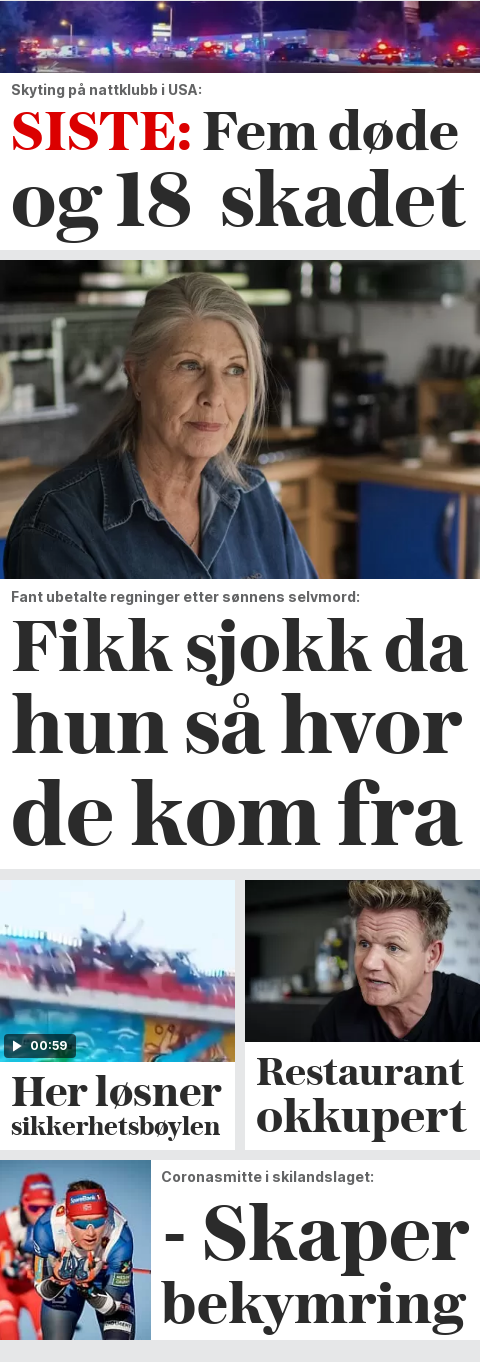 Skyting på nattklubb i USA:
SISTE: Fem døde
og 18 skadet
Fant ubetalte regninger etter sønnens selvmord:
Fikk sjokk da
hun så hvor
de kom fra
00:59
Her løsner
sikkerhetsbøylen
Restaurant
okkupert
Coronasmitte i skilandslaget:
- Skaper
bekymring